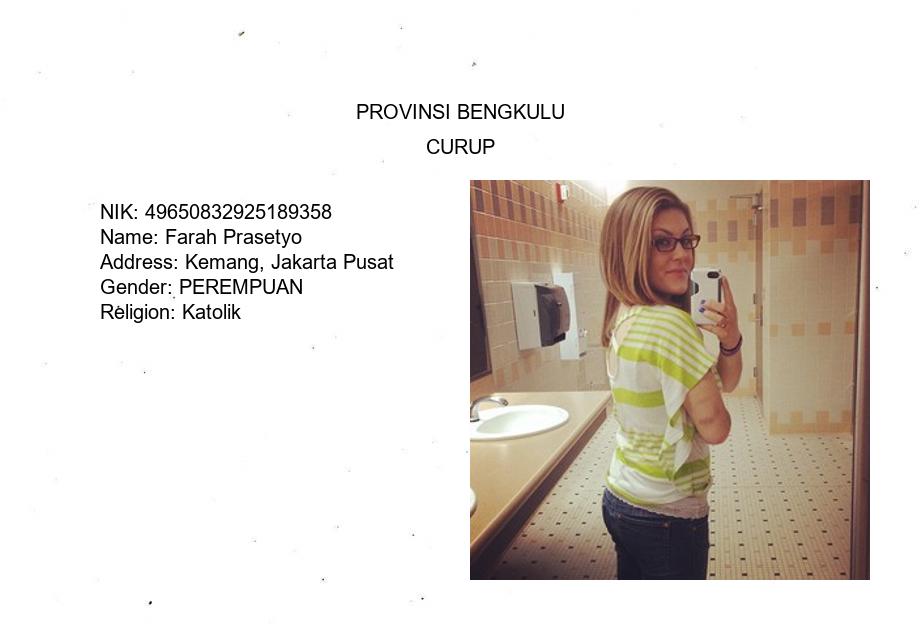 PROVINSI BENGKULU
CURUP
NIK: 49650832925189358
Name: Farah Prasetyo
Address: Kemang, Jakarta Pusat
Gender: PEREMPUAN
Religion: Katolik